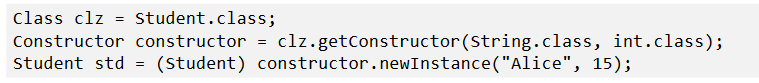 Class clz = Student.class;
Constructor constructor = clz.getConstructor(String.class, int.class);
Student std = (Student) constructor.newInstance("Alice", 15);